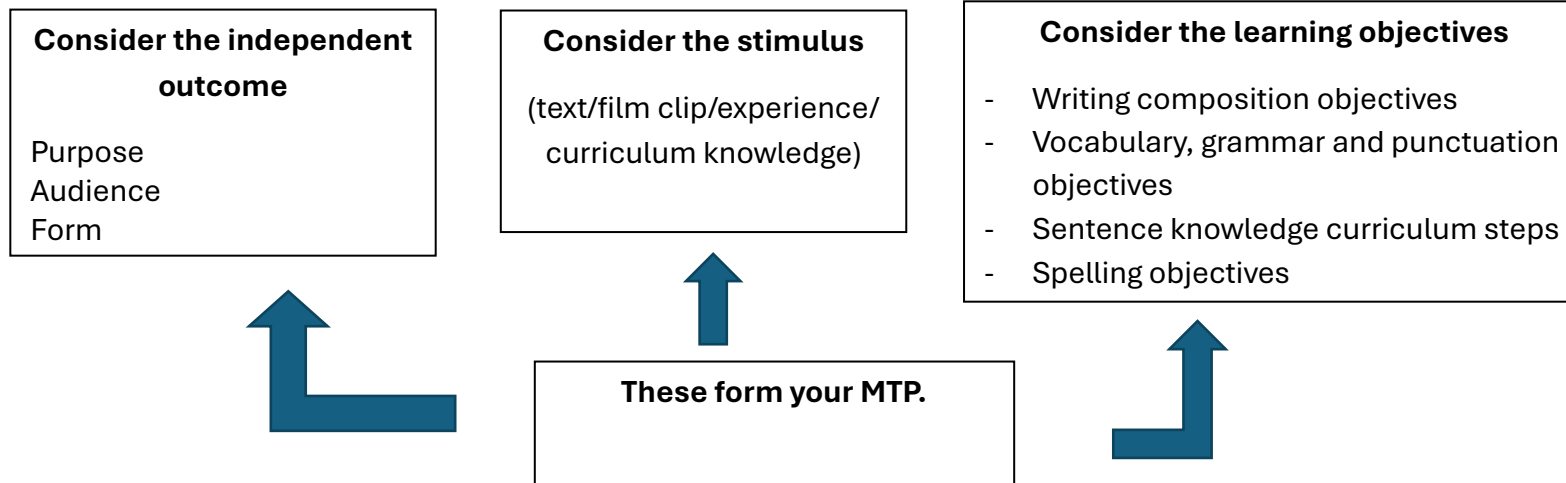 Consider the independent
outcome
Purpose
Audience
Form
Consider the stimulus
(text/film clip/experience/
curriculum knowledge)
Consider the learning objectives
- Writing composition objectives
- Vocabulary, grammar and punctuation
objectives
- Sentence knowledge curriculum steps
- Spelling objectives
These form your MTP.